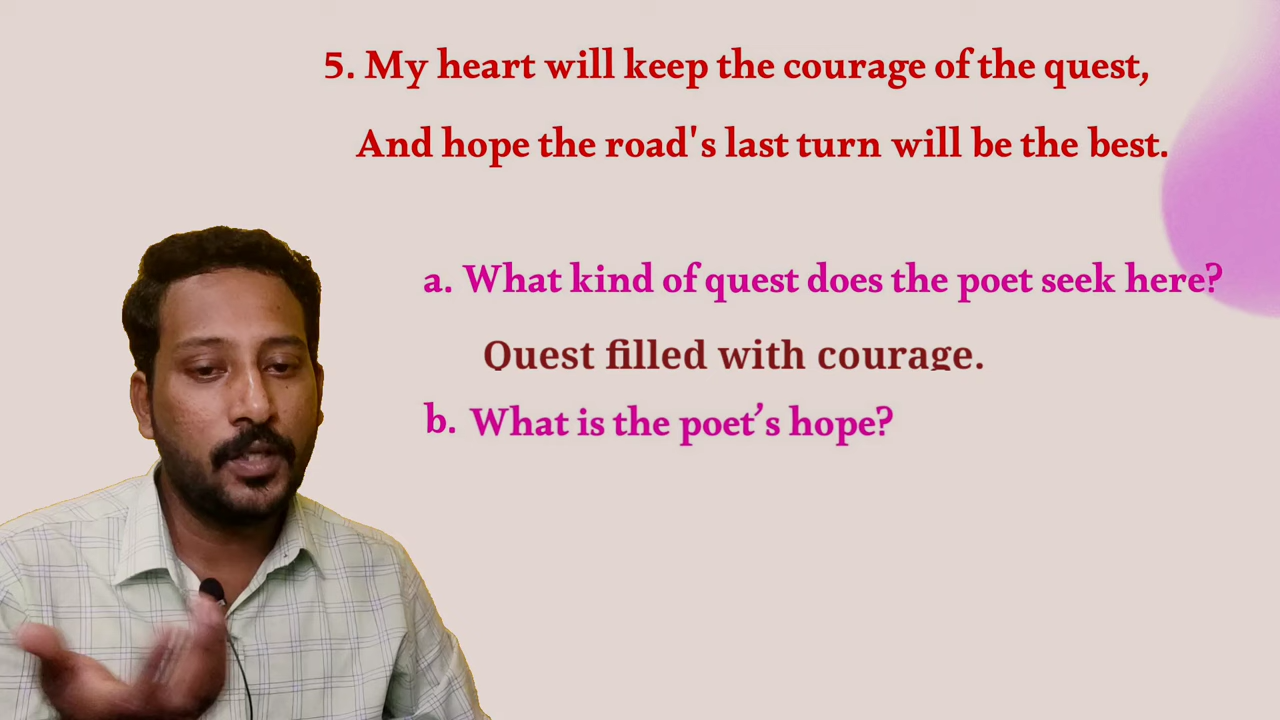 5. My heart will keep the courage of the quest,
And hope the road's last turn will be the best.
a. What kind of quest does the poet seek here?
Quest filled with courage.
b. What is the poet’s hope?